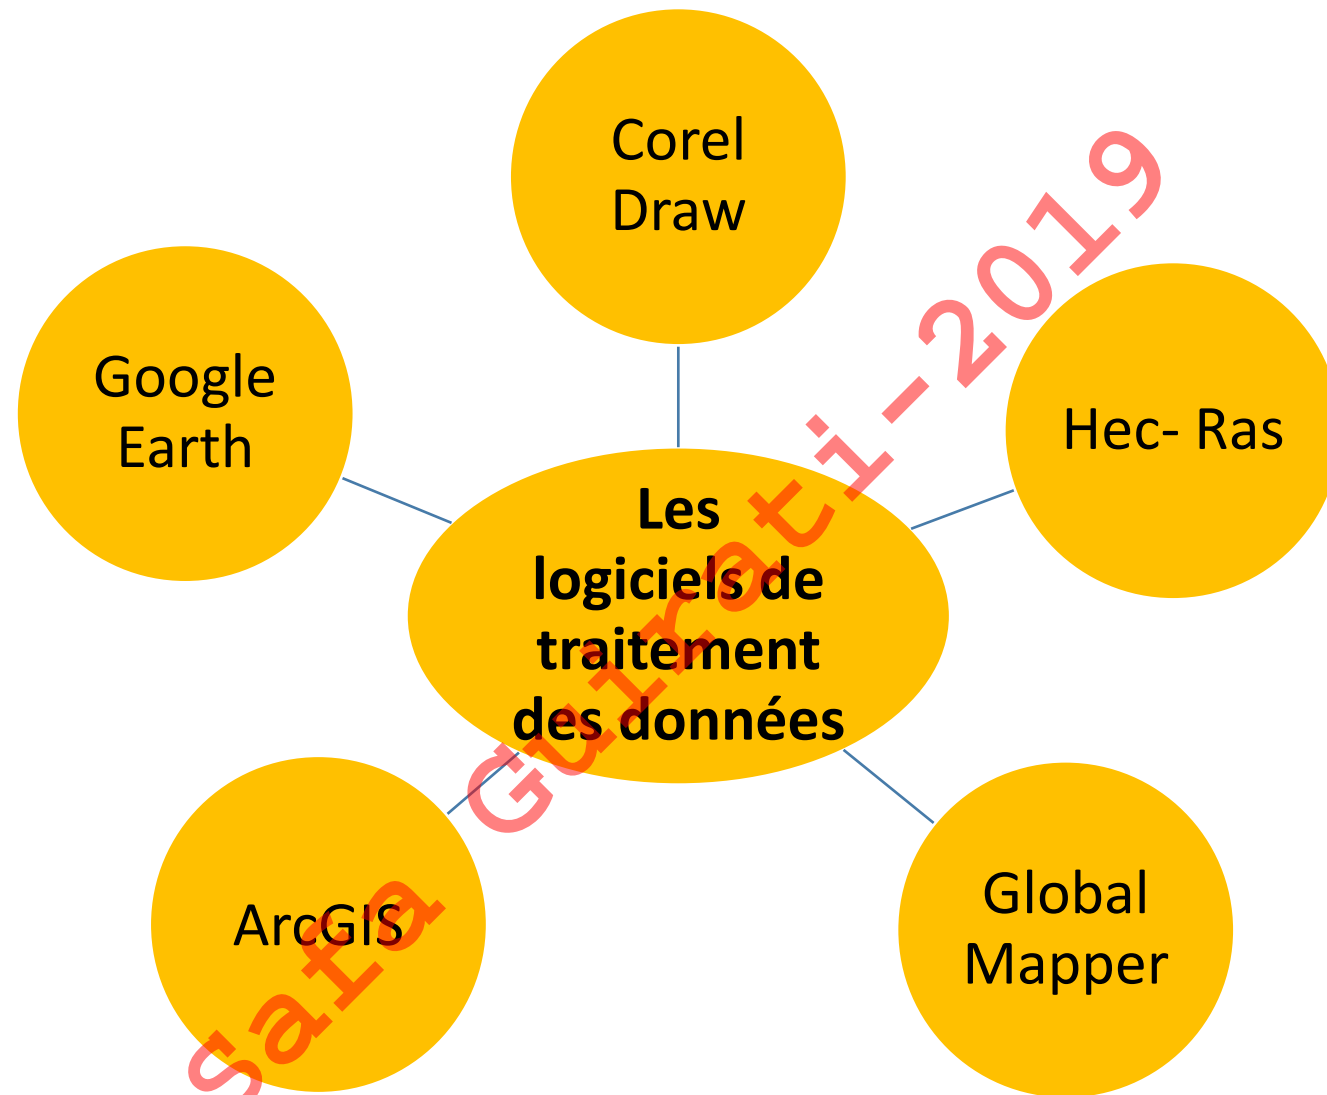 Corel
Draw
Google
Earth
Hec- Ras
Les
logiciels de
traitement
des données
ArcGIS
Global
Mapper
Safa Guirati-2019